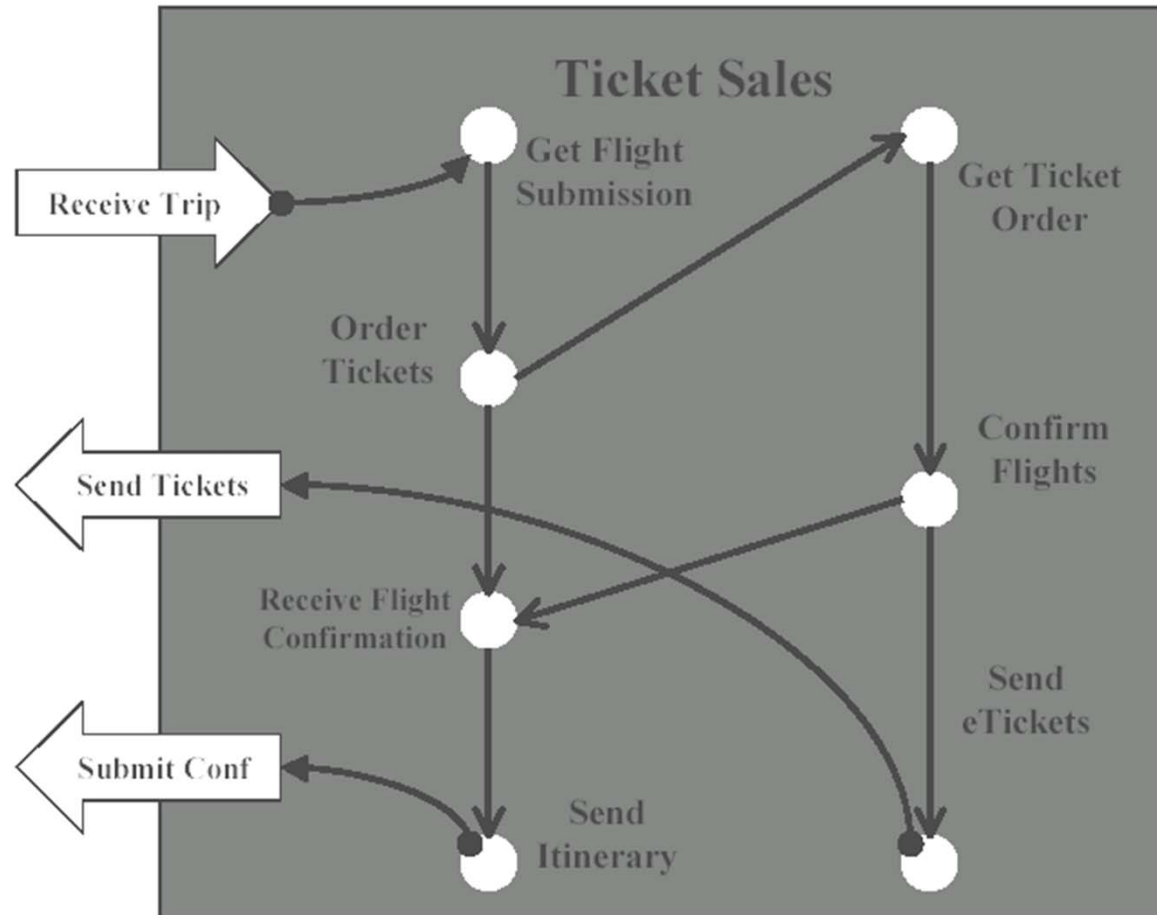 Ticket Sales
Get Flight
Submission
Get Ticket
Order
Receive Trip
Order
Tickets
Confirm
Flights
Send Tickets
Receive Flight
Confirmation
Send
eTickets
Submit Conf
Send
Itinerary